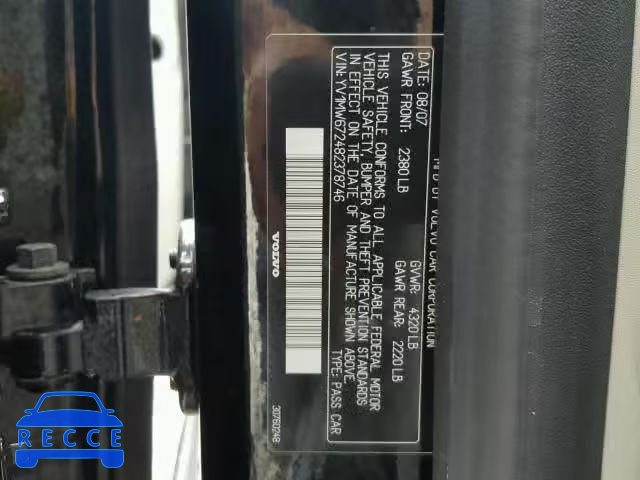 MFD BY VOLVO CAR CORPORATION
DATE: 08/07 GVWR: 4320 LB
GAWR FRONT: 2380 LB GAWR REAR: 2220 LB
THIS VEHICLE CONFORMS TO ALL APPLICABLE FEDERAL MOTOR
VEHICLE SAFETY, BUMPER AND THEFT PREVENTION STANDARDS
IN EFFECT ON THE DATE OF MANUFACTURE SHOWN ABOVE.
VIN: YV1MW672482378746 TYPE: PASS CAR
VOLVO 30760248
RECCE